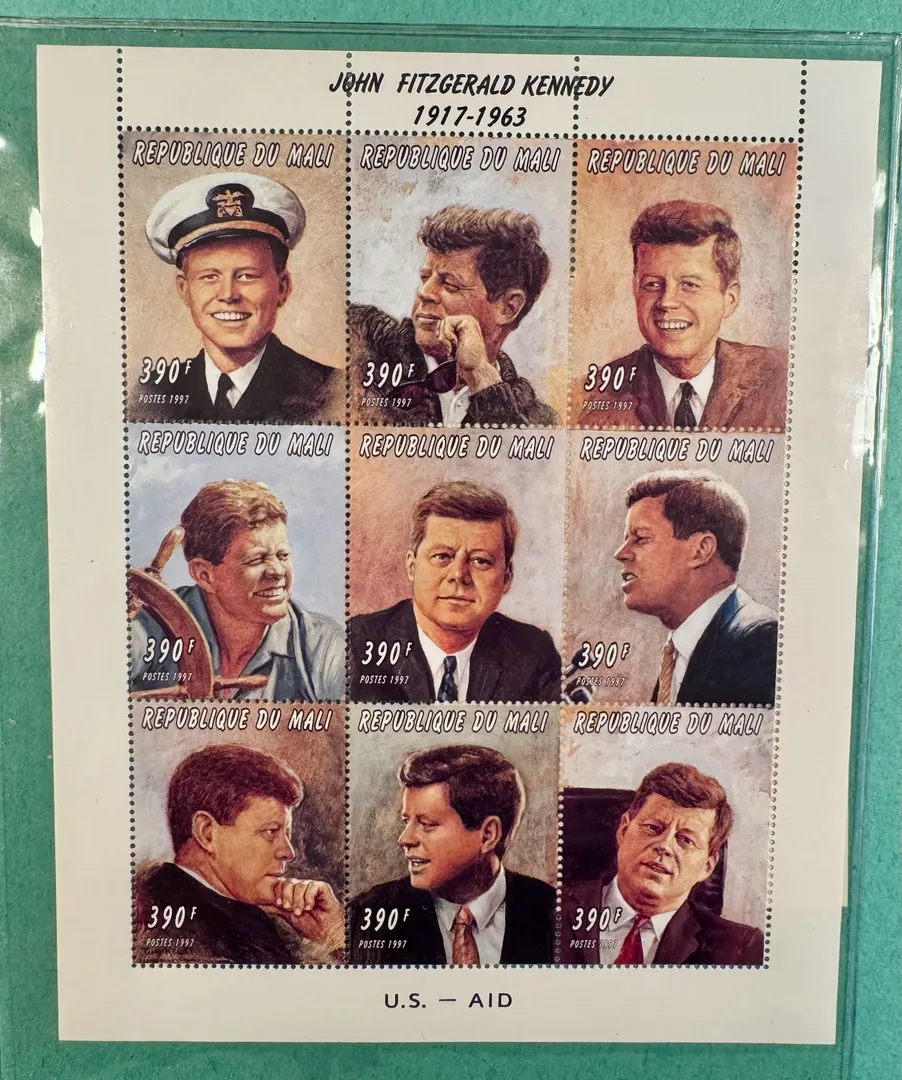 JOHN FITZGERALD KENNEDY
1917-1963
REPUBLIQUE DU MALI
390F
POSTES 1997
REPUBLIQUE DU MALI
390F
POSTES 1997
REPUBLIQUE DU MALI
390F
POSTES 1997
REPUBLIQUE DU MALI
390F
POSTES 1997
REPUBLIQUE DU MALI
390F
POSTES 1997
REPUBLIQUE DU MALI
390F
POSTES 1997
REPUBLIQUE DU MALI
390F
POSTES 1997
REPUBLIQUE DU MALI
390F
POSTES 1997
REPUBLIQUE DU MALI
390F
POSTES 1997
U.S. — AID